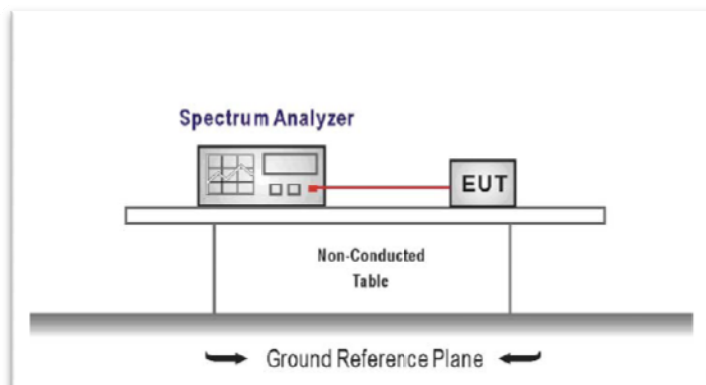 Spectrum Analyzer
EUT
Non-Conducted
Table
Ground Reference Plane